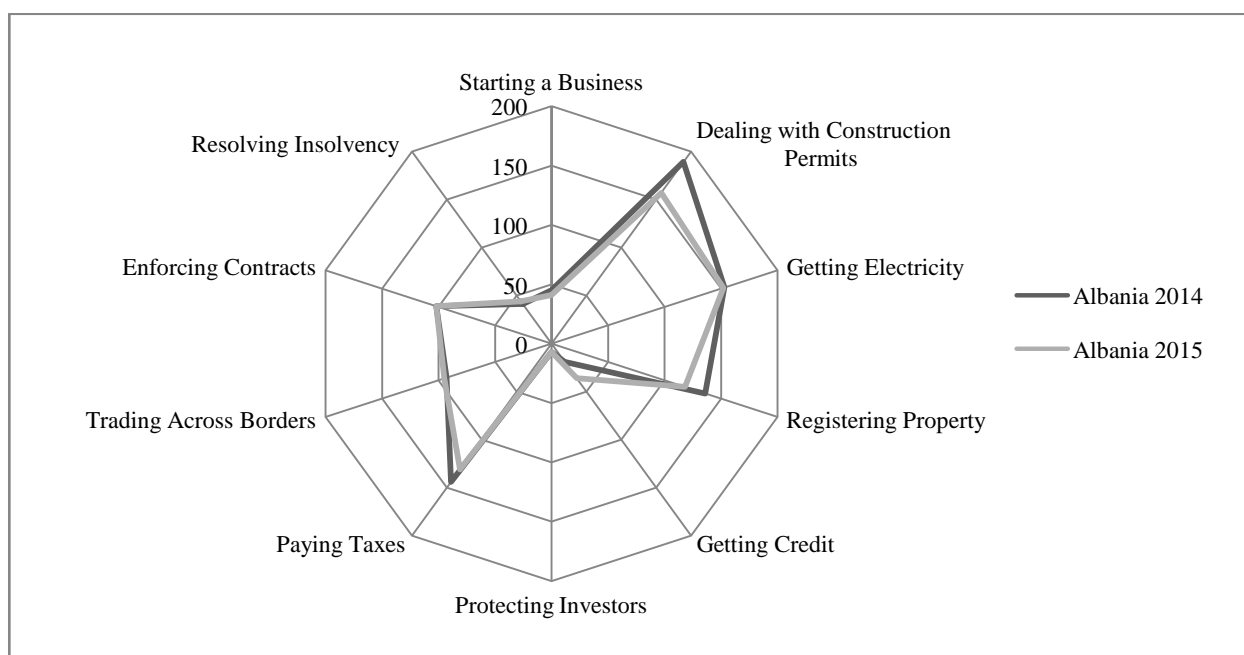 Starting a Business
200
150
100
50
0
Dealing with Construction
Permits
Getting Electricity
Registering Property
Getting Credit
Protecting Investors
Paying Taxes
Trading Across Borders
Enforcing Contracts
Resolving Insolvency
Albania 2014
Albania 2015